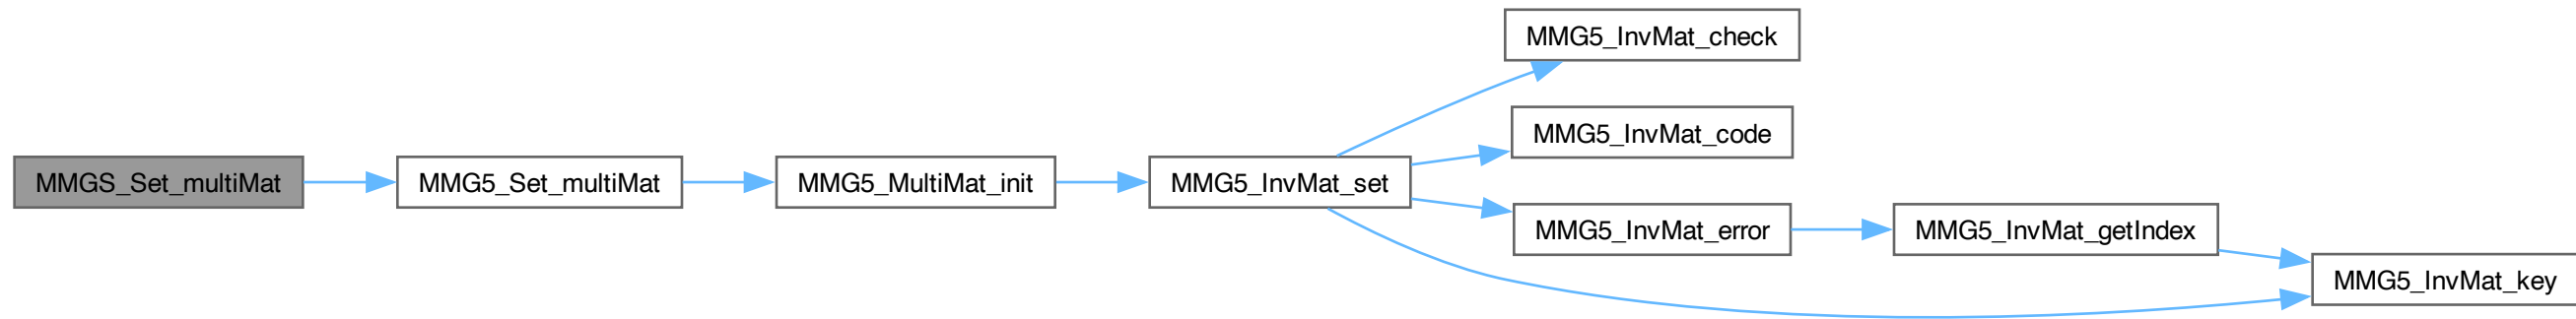 MMGS_Set_multiMat
MMG5_Set_multiMat
MMG5_MultiMat_init
MMG5_InvMat_set
MMG5_InvMat_check
MMG5_InvMat_code
MMG5_InvMat_error
MMG5_InvMat_getIndex
MMG5_InvMat_key